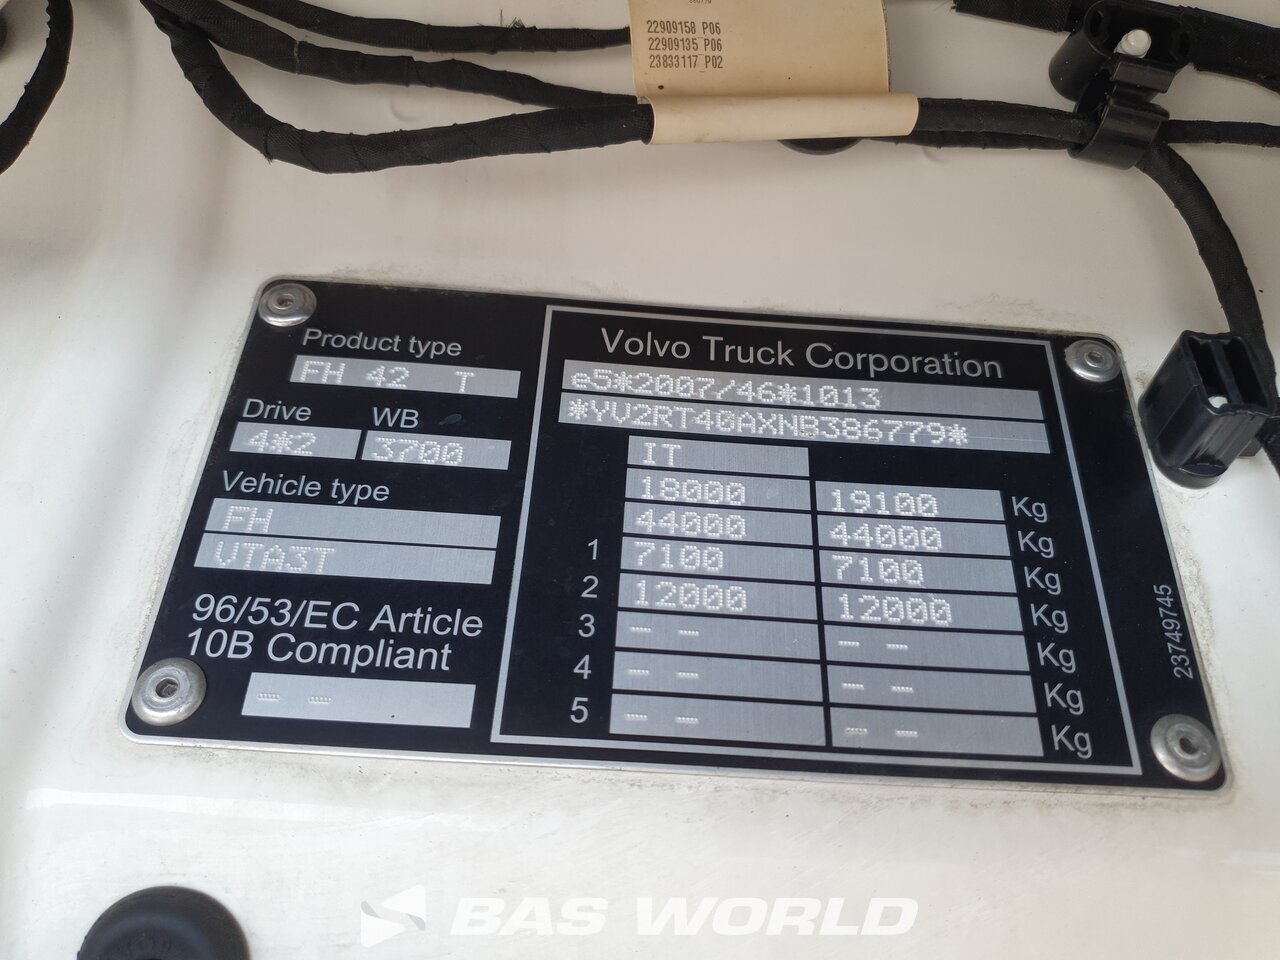 22909158 P06
22909135 P06
23833117 P02
Product type
FH 42 T
Drive WB
4*2 3700
Vehicle type
FH
VTA3T
96/53/EC Article
10B Compliant
-- --
Volvo Truck Corporation
e5*2007/46*1013
*YV2RT40AXNB386779*
IT
18000 19100 Kg
44000 44000 Kg
1 7100 7100 Kg
2 12000 12000 Kg
3 -- -- -- -- Kg
4 -- -- -- -- Kg
5 -- -- -- -- Kg
23749745
BAS WORLD